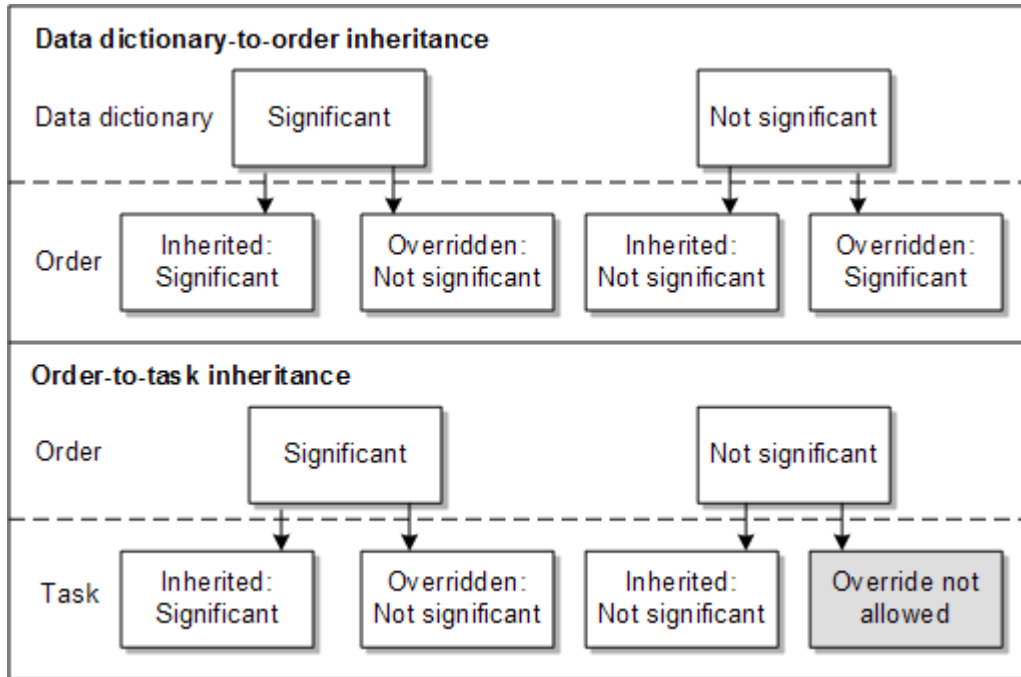 Data dictionary-to-order inheritance
Data dictionary
Significant
Not significant
Order
Inherited:
Significant
Overridden:
Not significant
Inherited:
Not significant
Overridden:
Significant
Order-to-task inheritance
Order
Significant
Not significant
Task
Inherited:
Significant
Overridden:
Not significant
Inherited:
Not significant
Override not
allowed